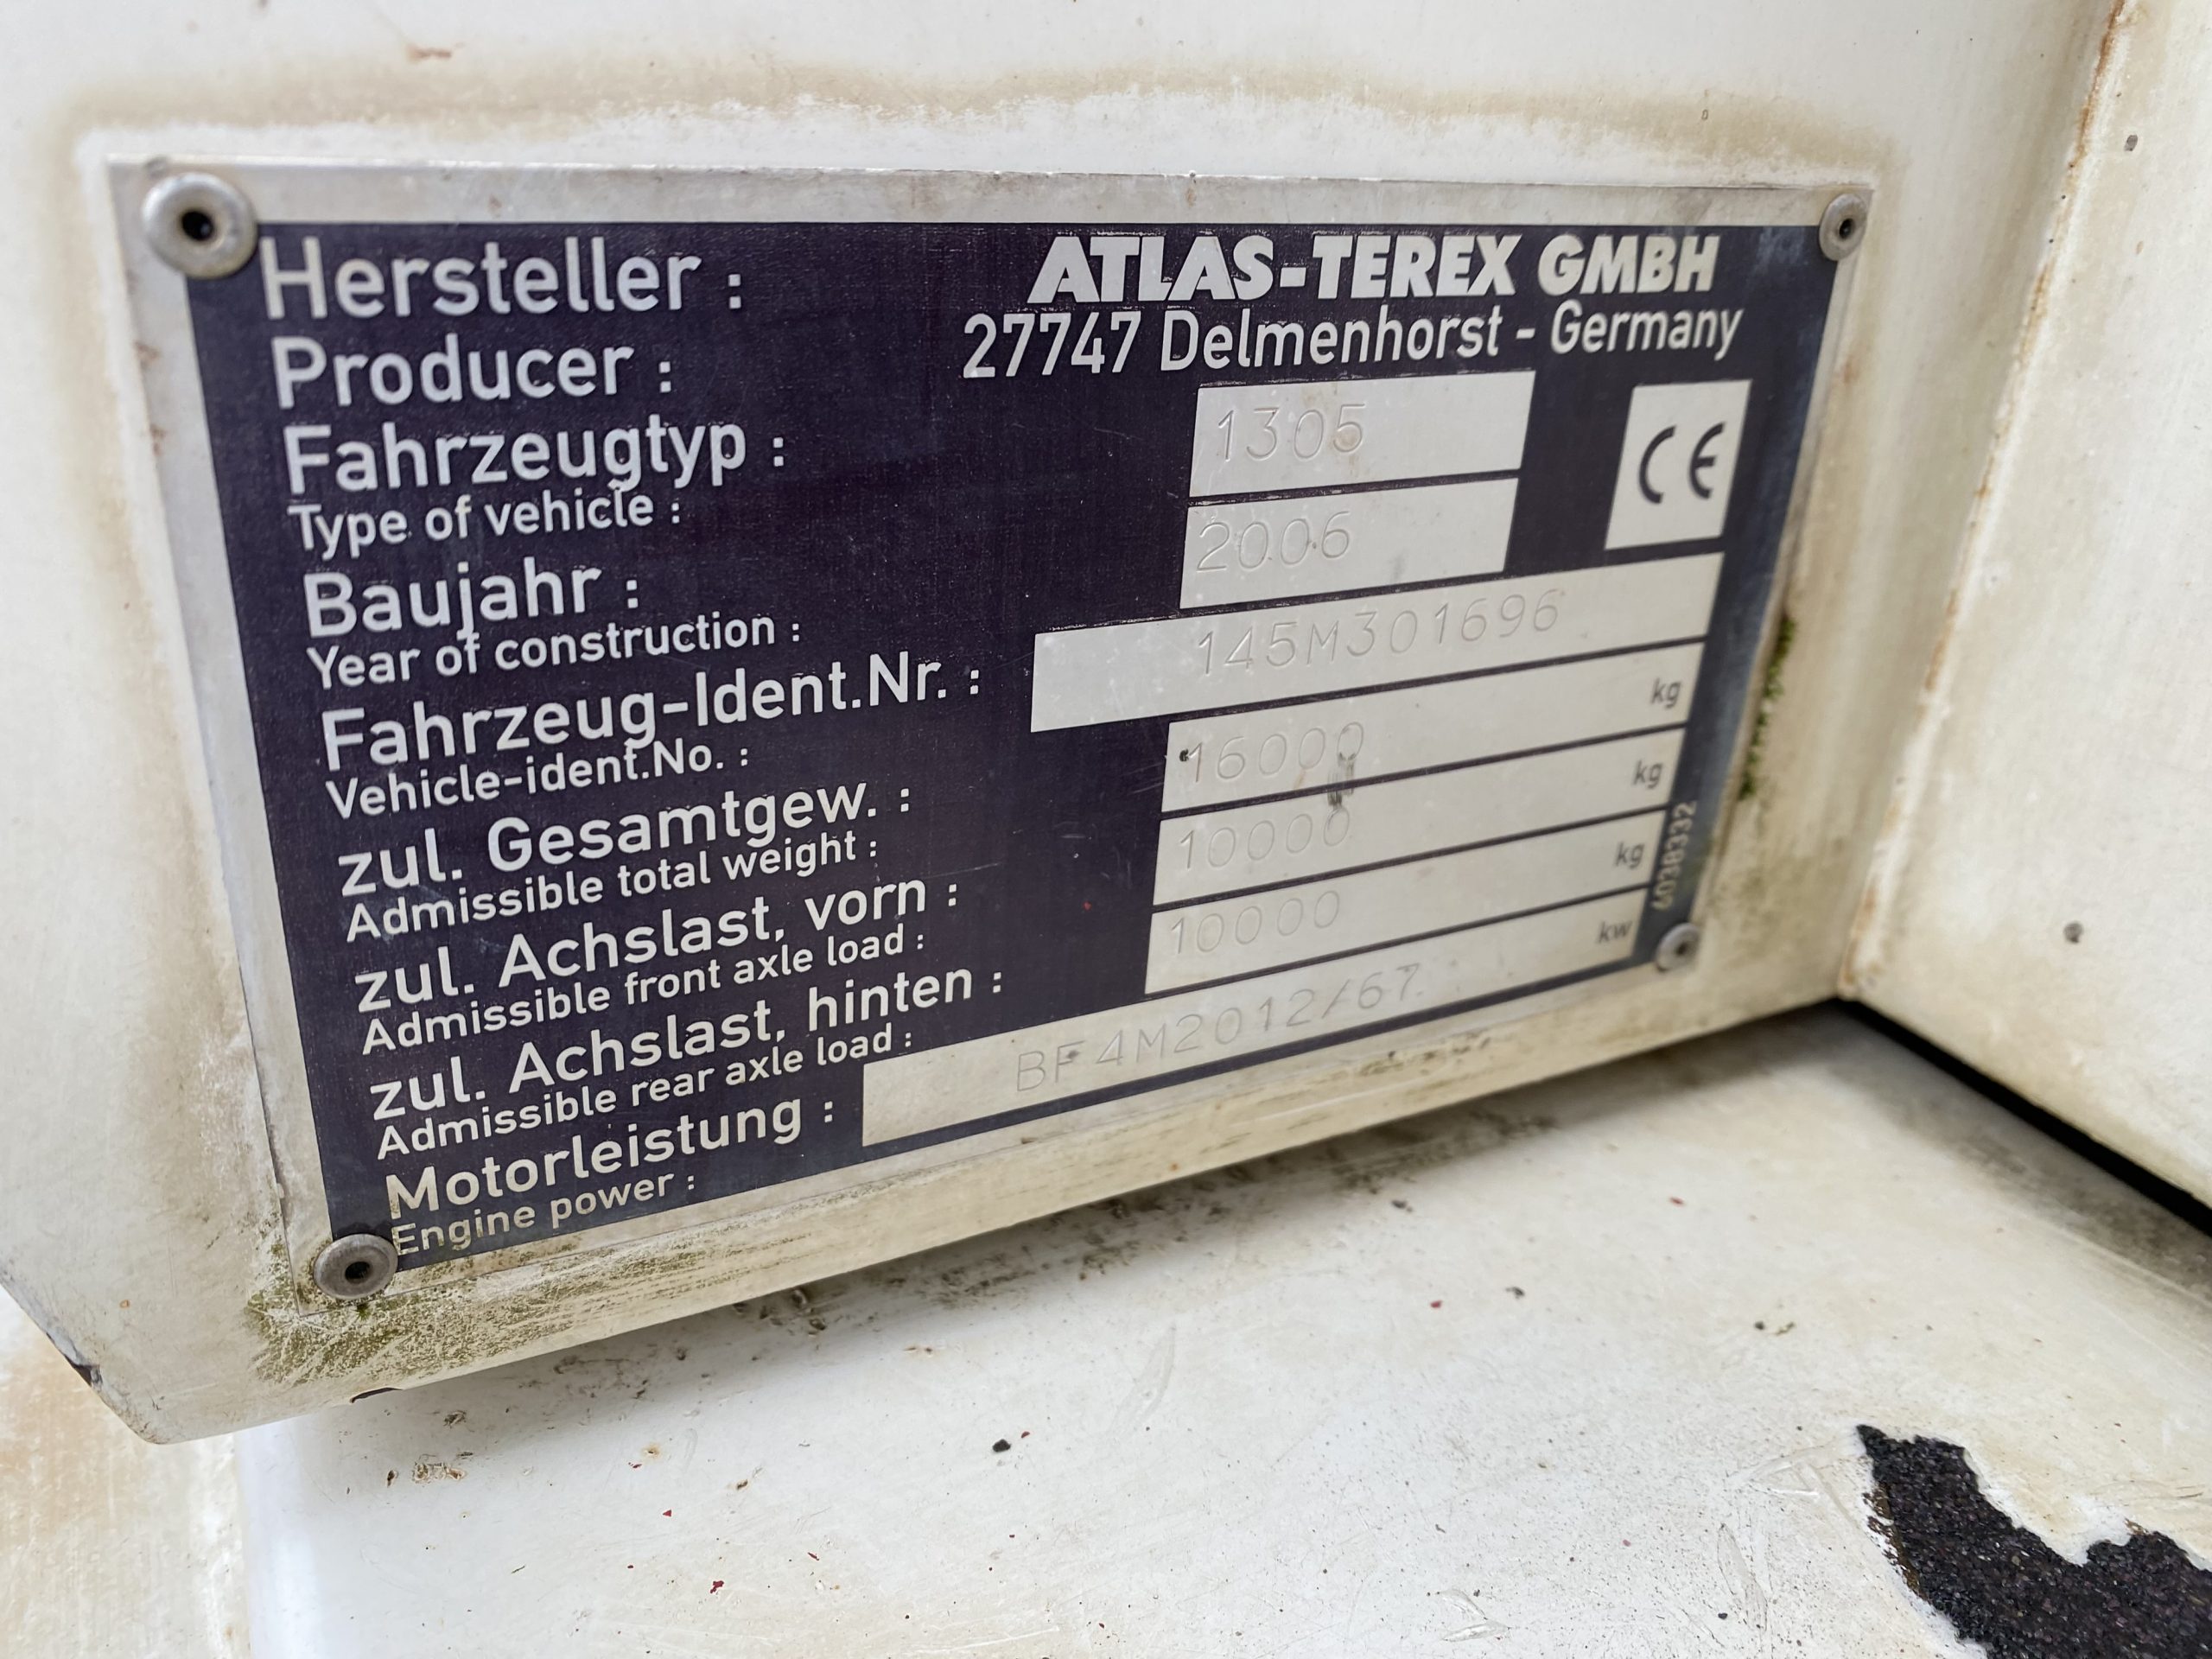 Hersteller : ATLAS-TEREX GMBH
Producer : 27747 Delmenhorst - Germany
Fahrzeugtyp : 1305
Type of vehicle :
CE
Baujahr : 2006
Year of construction :
Fahrzeug-Ident.Nr. : 145M301696
Vehicle-ident.No. :
zul. Gesamtgew. : 16000 kg
Admissible total weight :
zul. Achslast, vorn : 10000 kg
Admissible front axle load :
zul. Achslast, hinten : 10000 kg
Admissible rear axle load :
Motorleistung : BF4M2012/67 kw
Engine power :
6038332